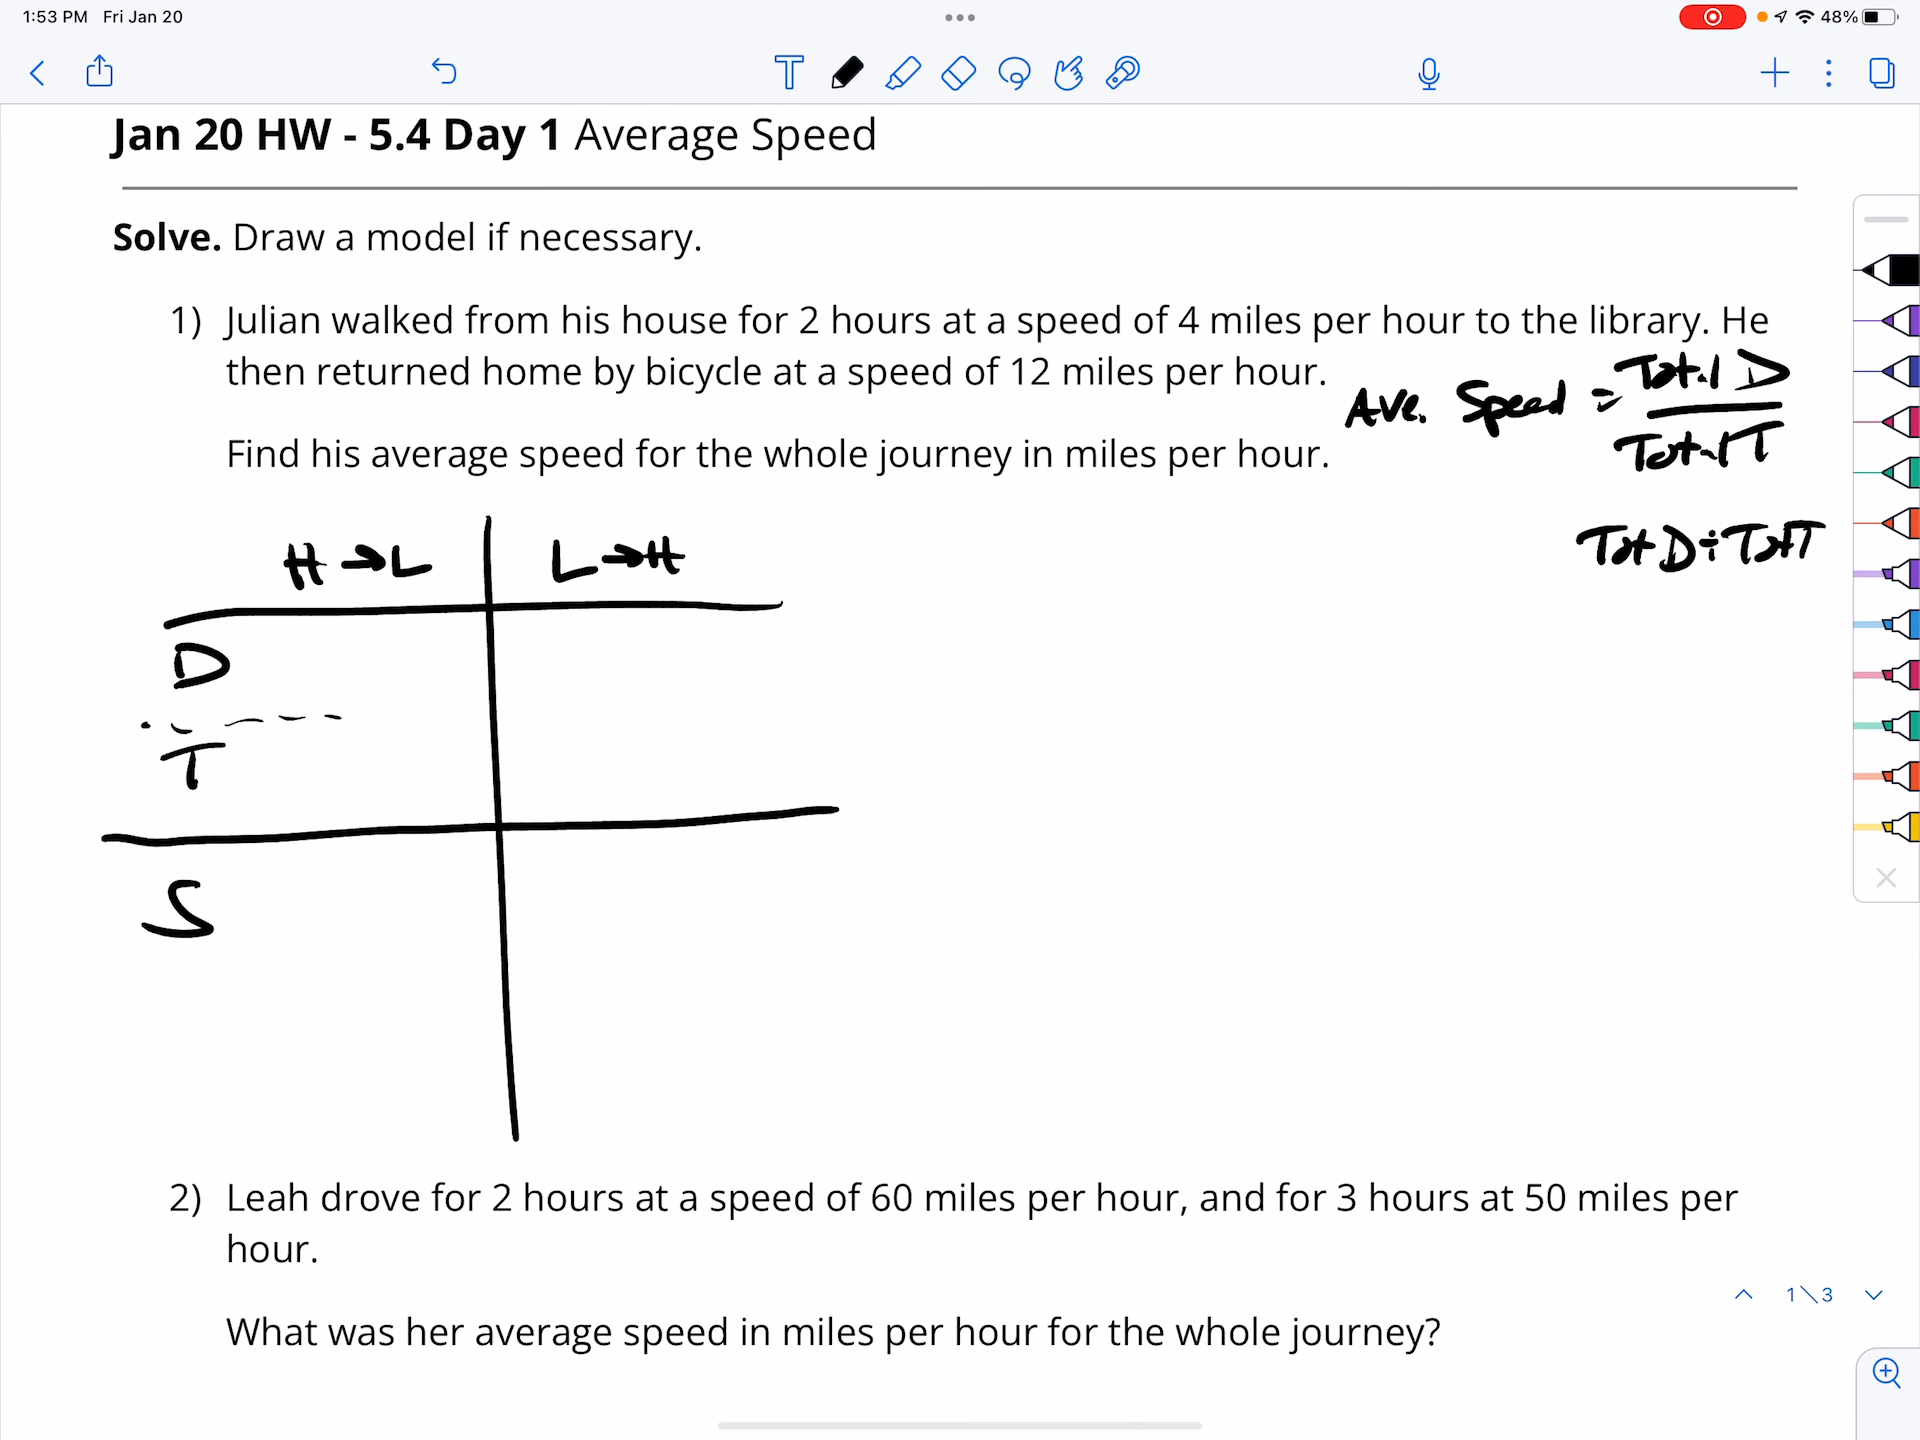 1:53 PM Fri Jan 20
48%
Jan 20 HW - 5.4 Day 1 Average Speed
Solve. Draw a model if necessary.
1) Julian walked from his house for 2 hours at a speed of 4 miles per hour to the library. He
then returned home by bicycle at a speed of 12 miles per hour.
Find his average speed for the whole journey in miles per hour.
Ave. Speed = Total D
Total T
Tot D ÷ Tot T
H → L L → H
D
T
S
2) Leah drove for 2 hours at a speed of 60 miles per hour, and for 3 hours at 50 miles per
hour.
What was her average speed in miles per hour for the whole journey?
1\3